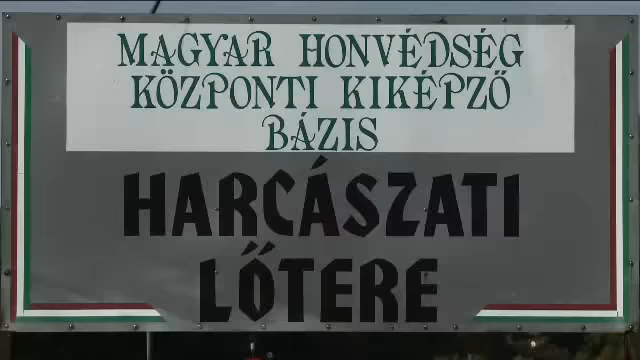 MAGYAR HONVÉDSÉG
KÖZPONTI KIKÉPZŐ
BÁZIS
HARCÁSZATI
LŐTERE